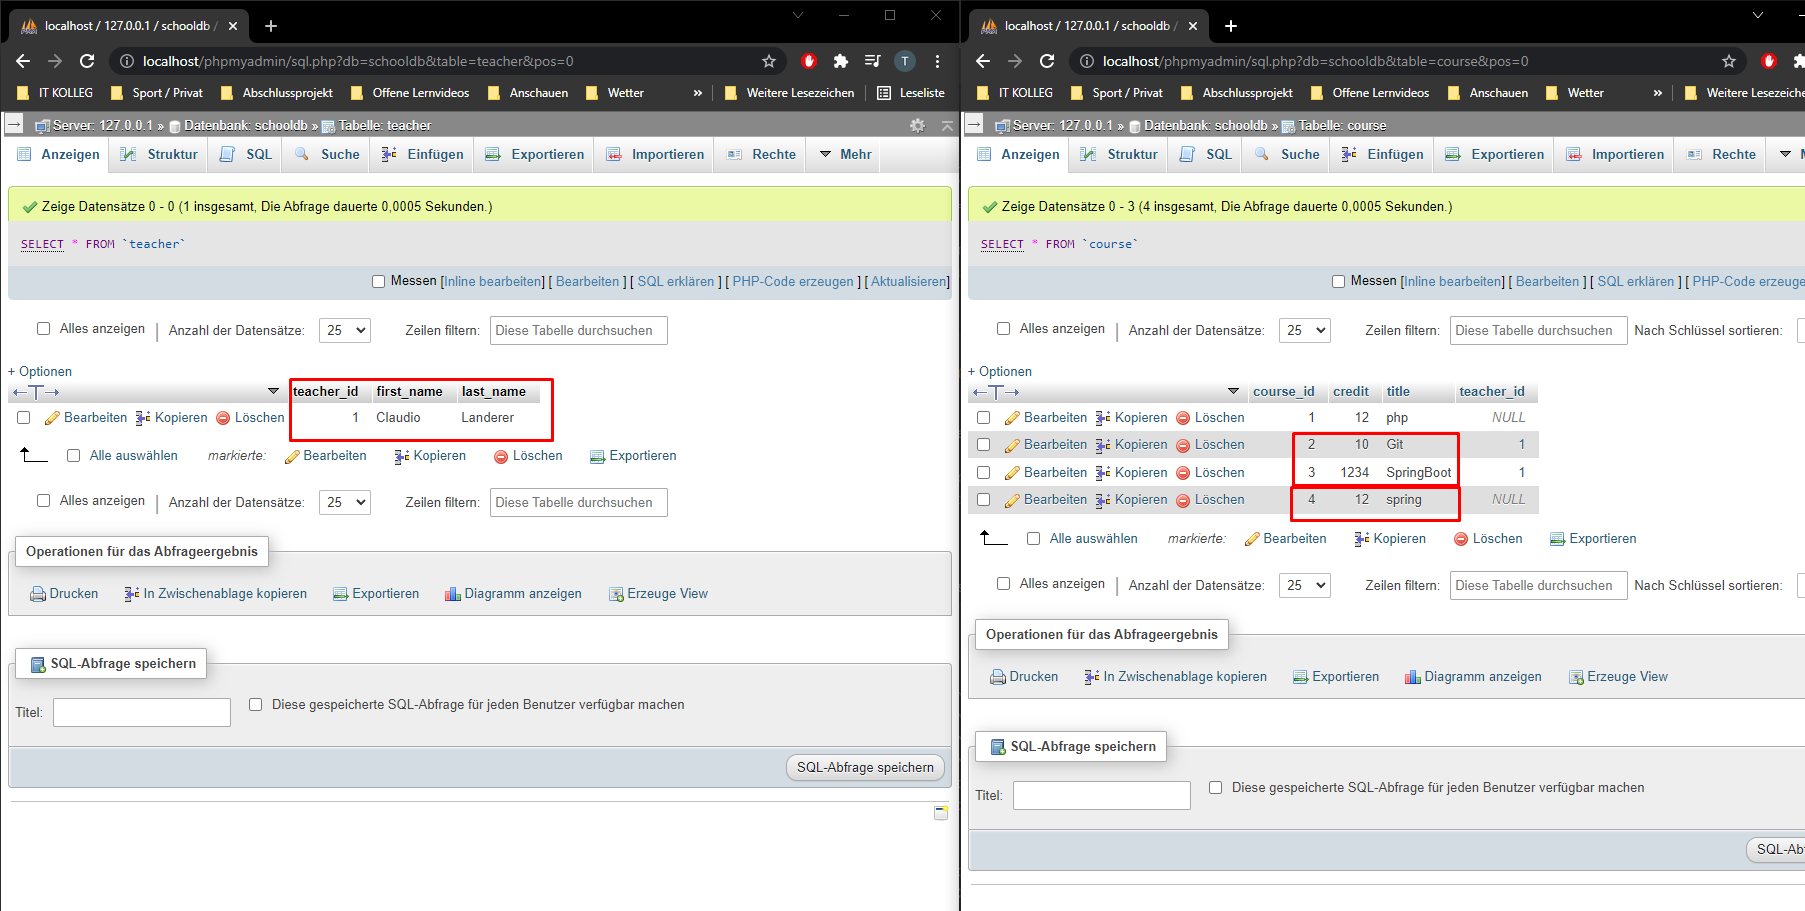 localhost / 127.0.0.1 / schooldb /
localhost/phpmyadmin/sql.php?db=schooldb&table=teacher&pos=0
T
IT KOLLEG Sport / Privat Abschlussprojekt Offene Lernvideos Anschauen Wetter » Weitere Lesezeichen Leseliste
Server: 127.0.0.1 » Datenbank: schooldb » Tabelle: teacher
Anzeigen Struktur SQL Suche Einfügen Exportieren Importieren Rechte Mehr
Zeige Datensätze 0 - 0 (1 insgesamt, Die Abfrage dauerte 0,0005 Sekunden.)
SELECT * FROM `teacher`
Messen [Inline bearbeiten] [ Bearbeiten ] [ SQL erklären ] [ PHP-Code erzeugen ] [ Aktualisieren]
Alles anzeigen Anzahl der Datensätze: 25 Zeilen filtern: Diese Tabelle durchsuchen
+ Optionen
teacher_id first_name last_name
Bearbeiten Kopieren Löschen 1 Claudio Landerer
Alle auswählen markierte: Bearbeiten Kopieren Löschen Exportieren
Alles anzeigen Anzahl der Datensätze: 25 Zeilen filtern: Diese Tabelle durchsuchen
Operationen für das Abfrageergebnis
Drucken In Zwischenablage kopieren Exportieren Diagramm anzeigen Erzeuge View
SQL-Abfrage speichern
Titel: Diese gespeicherte SQL-Abfrage für jeden Benutzer verfügbar machen
SQL-Abfrage speichern
localhost / 127.0.0.1 / schooldb /
localhost/phpmyadmin/sql.php?db=schooldb&table=course&pos=0
IT KOLLEG Sport / Privat Abschlussprojekt Offene Lernvideos Anschauen Wetter » Weitere Lesezeiche
Server: 127.0.0.1 » Datenbank: schooldb » Tabelle: course
Anzeigen Struktur SQL Suche Einfügen Exportieren Importieren Rechte M
Zeige Datensätze 0 - 3 (4 insgesamt, Die Abfrage dauerte 0,0005 Sekunden.)
SELECT * FROM `course`
Messen [Inline bearbeiten] [ Bearbeiten ] [ SQL erklären ] [ PHP-Code erzeuge
Alles anzeigen Anzahl der Datensätze: 25 Zeilen filtern: Diese Tabelle durchsuchen Nach Schlüssel sortieren:
+ Optionen
course_id credit title teacher_id
Bearbeiten Kopieren Löschen 1 12 php NULL
Bearbeiten Kopieren Löschen 2 10 Git 1
Bearbeiten Kopieren Löschen 3 1234 SpringBoot 1
Bearbeiten Kopieren Löschen 4 12 spring NULL
Alle auswählen markierte: Bearbeiten Kopieren Löschen Exportieren
Alles anzeigen Anzahl der Datensätze: 25 Zeilen filtern: Diese Tabelle durchsuchen Nach Schlüssel sortieren:
Operationen für das Abfrageergebnis
Drucken In Zwischenablage kopieren Exportieren Diagramm anzeigen Erzeuge View
SQL-Abfrage speichern
Titel: Diese gespeicherte SQL-Abfrage für jeden Benutzer verfügbar machen
SQL-Ab